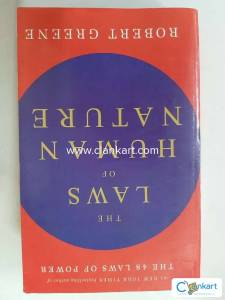 #1 NEW YORK TIMES bestselling author of
THE 48 LAWS OF POWER
THE
LAWS
OF
HUMAN
NATURE
ROBERT GREENE
www.clankart.com
Clankart